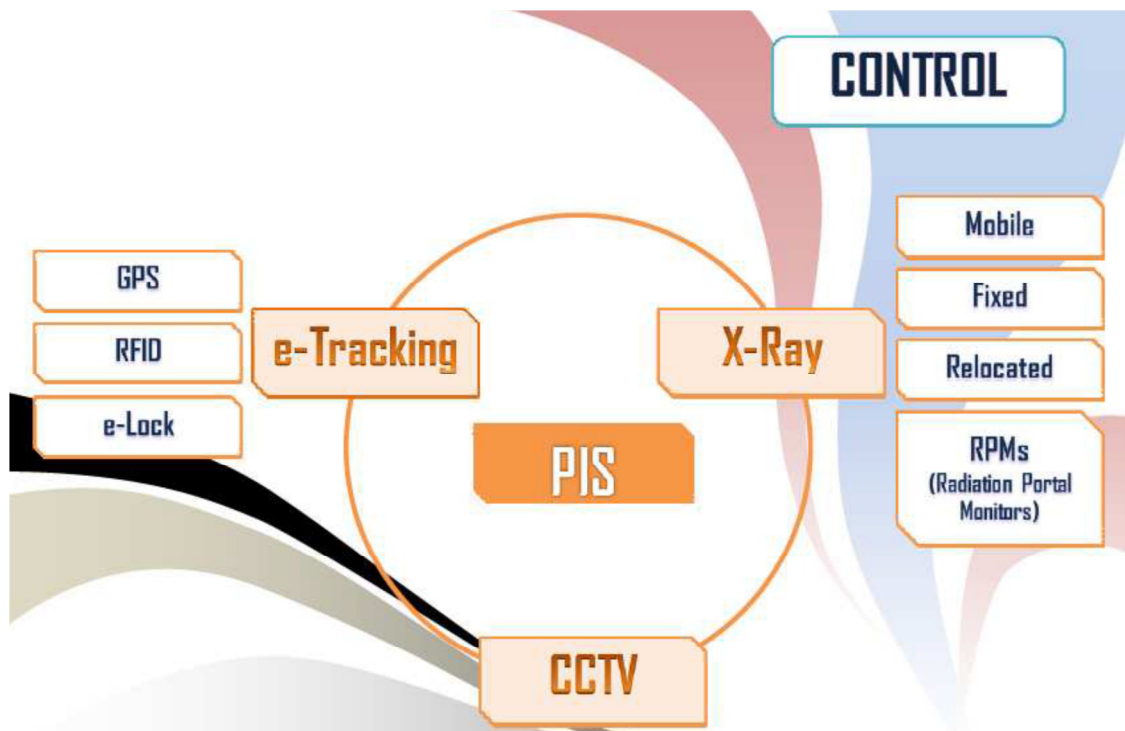 CONTROL
GPS
RFID
e-Lock
e-Tracking
PIS
CCTV
X-Ray
Mobile
Fixed
Relocated
RPMs
(Radiation Portal
Monitors)